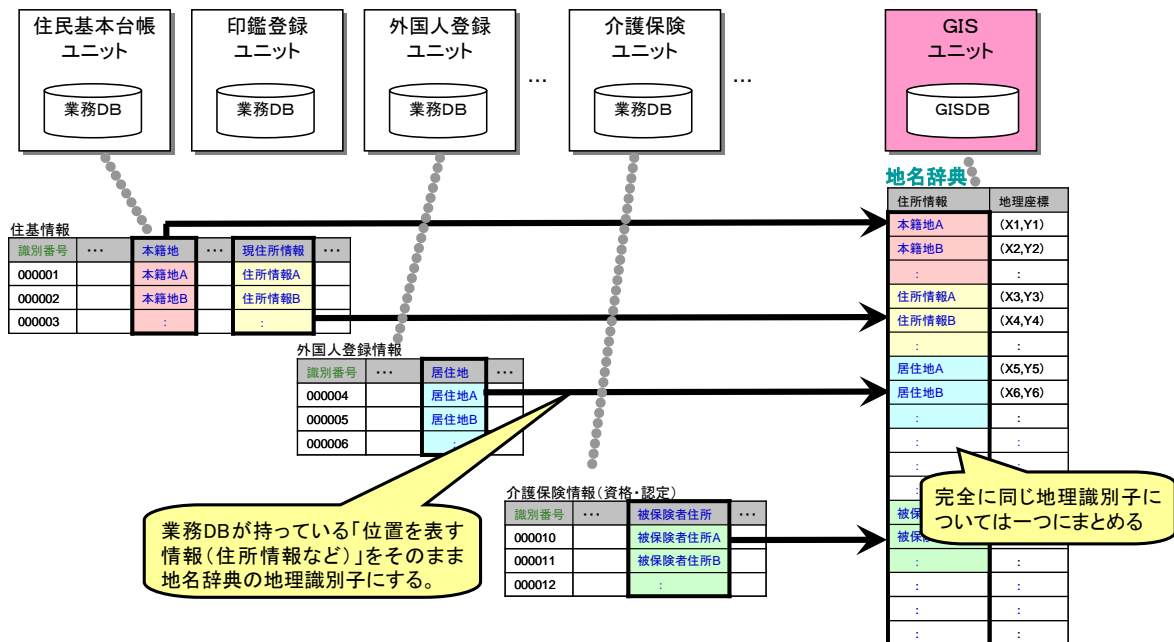 住民基本台帳
ユニット
業務DB
印鑑登録
ユニット
業務DB
外国人登録
ユニット
業務DB
…
介護保険
ユニット
業務DB
…
GIS
ユニット
GISDB
地名辞典
住所情報 地理座標
本籍地A (X1,Y1)
本籍地B (X2,Y2)
: :
住所情報A (X3,Y3)
住所情報B (X4,Y4)
: :
居住地A (X5,Y5)
居住地B (X6,Y6)
: :
: :
:
:
被保
被保
: :
: :
: :
: :
住基情報
識別番号 ・・・ 本籍地 ・・・ 現住所情報 ・・・
000001 本籍地A 住所情報A
000002 本籍地B 住所情報B
000003 : :
外国人登録情報
識別番号 ・・・ 居住地 ・・・
000004 居住地A
000005 居住地B
000006 :
介護保険情報(資格・認定)
識別番号 ・・・ 被保険者住所 ・・・
000010 被保険者住所A
000011 被保険者住所B
000012 :
業務DBが持っている「位置を表す
情報(住所情報など)」をそのまま
地名辞典の地理識別子にする。
完全に同じ地理識別子に
ついては一つにまとめる